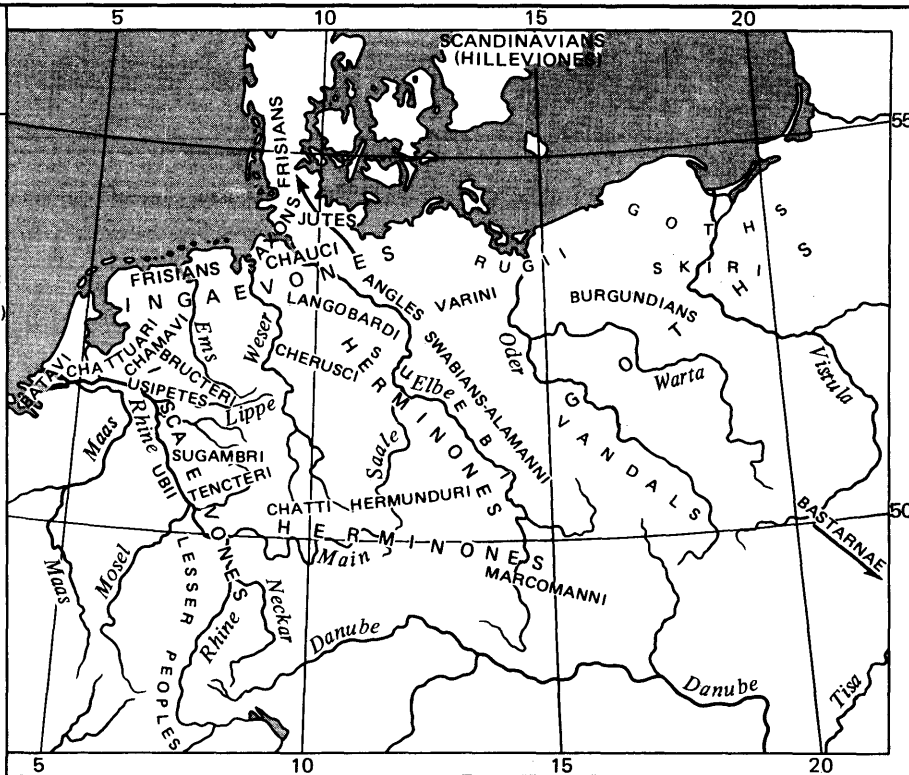 5 10 15 20
SCANDINAVIANS
(HILLEVIONES)
55
FRISIANS
SAXONS
JUTES
GOTHS
CHAUCI
RUGII
SKIRI
FRISIANS
INGAEVONES
ANGLES
VARINI
BURGUNDIANS
LANGOBARDI
GOTH
BATAVI
CHATTUARI
CHAMAVI
BRUCTERI
Ems
Weser
CHERUSCI
HERMINONES
SUEBI
SWABIANS-ALAMANNI
Oder
Warta
Vistula
USIPETES
Lippe
Elbe
Maas
Rhine
ISCAEVONES
SUGAMBRI
Saale
VANDALS
UBII
TENCTERI
CHATTI
HERMUNDURI
50
BASTARNAE
HERMINONES
Main
MARCOMANNI
Maas
Mosel
LESSER PEOPLES
Rhine
Neckar
Danube
Danube
Tisa
5 10 15 20